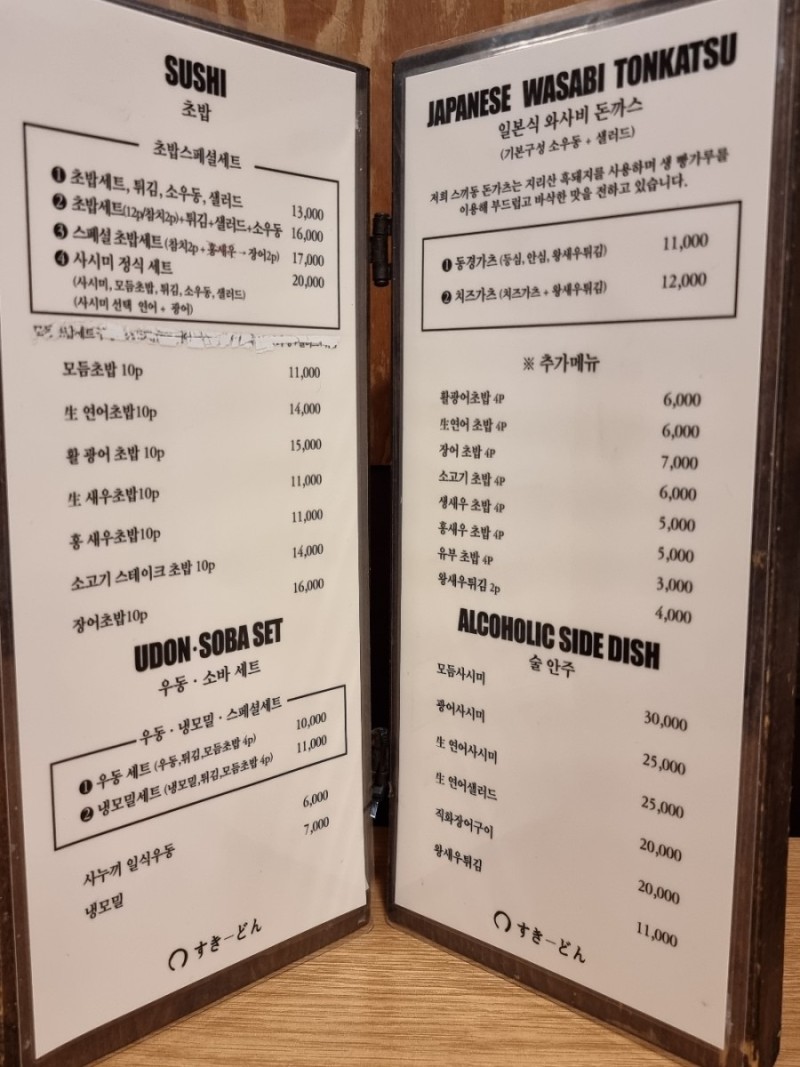 SUSHI
초밥
초밥스페셜세트
❶ 초밥세트, 튀김, 소우동, 샐러드 13,000
❷ 초밥세트(12p/참치2p)+튀김+샐러드+소우동 16,000
❸ 스페셜 초밥세트 (참치2p + 홍새우 → 장어2p) 17,000
❹ 사시미 정식 세트 20,000
(사시미, 모듬초밥, 튀김, 소우동, 샐러드)
(사시미 선택 연어 + 광어)
모듬초밥 10p 11,000
生 연어초밥10p 14,000
활 광어 초밥 10p 15,000
生 새우초밥10p 11,000
홍 새우초밥10p 11,000
소고기 스테이크 초밥 10p 14,000
장어초밥10p 16,000
UDON·SOBA SET
우동 · 소바 세트
우동 · 냉모밀 · 스페셜세트
❶ 우동 세트 (우동,튀김,모듬초밥 4p) 10,000
❷ 냉모밀세트 (냉모밀,튀김,모듬초밥 4p) 11,000
사누끼 일식우동 6,000
냉모밀 7,000
すきーどん
JAPANESE WASABI TONKATSU
일본식 와사비 돈까스
(기본구성 소우동 + 샐러드)
저희 스끼동 돈가츠는 지리산 흑돼지를 사용하며 생 빵가루를
이용해 부드럽고 바삭한 맛을 전하고 있습니다.
❶ 동경가츠 (등심, 안심, 왕새우튀김) 11,000
❷ 치즈가츠 (치즈가츠 + 왕새우튀김) 12,000
※ 추가메뉴
활광어초밥 4P 6,000
生연어 초밥 4P 6,000
장어 초밥 4P 7,000
소고기 초밥 4P 6,000
생새우 초밥 4P 5,000
홍새우 초밥 4P 5,000
유부 초밥 4P 3,000
왕새우튀김 2p 4,000
ALCOHOLIC SIDE DISH
술 안주
모듬사시미 30,000
광어사시미 25,000
生 연어사시미 25,000
生 연어샐러드 20,000
직화장어구이 20,000
왕새우튀김 11,000
すきーどん